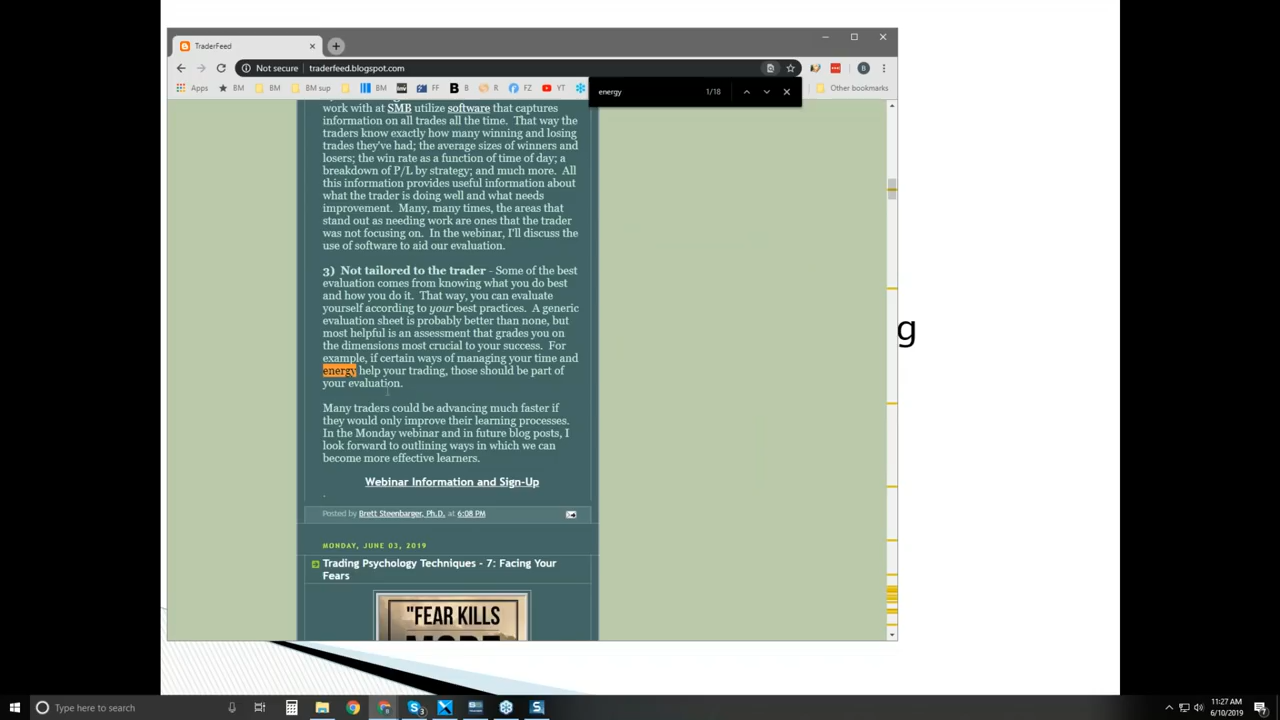 TraderFeed
Not secure | traderfeed.blogspot.com
Apps BM BM BM sup BM FF B B R FZ YT Other bookmarks
energy 1/18
work with at SMB utilize software that captures
information on all trades all the time. That way the
traders know exactly how many winning and losing
trades they've had; the average sizes of winners and
losers; the win rate as a function of time of day; a
breakdown of P/L by strategy; and much more. All
this information provides useful information about
what the trader is doing well and what needs
improvement. Many, many times, the areas that
stand out as needing work are ones that the trader
was not focusing on. In the webinar, I'll discuss the
use of software to aid our evaluation.
3) Not tailored to the trader - Some of the best
evaluation comes from knowing what you do best
and how you do it. That way, you can evaluate
yourself according to your best practices. A generic
evaluation sheet is probably better than none, but
most helpful is an assessment that grades you on
the dimensions most crucial to your success. For
example, if certain ways of managing your time and
energy help your trading, those should be part of
your evaluation.
g
Many traders could be advancing much faster if
they would only improve their learning processes.
In the Monday webinar and in future blog posts, I
look forward to outlining ways in which we can
become more effective learners.
Webinar Information and Sign-Up
.
Posted by Brett Steenbarger, Ph.D. at 6:08 PM
MONDAY, JUNE 03, 2019
Trading Psychology Techniques - 7: Facing Your
Fears
"FEAR KILLS
Type here to search
11:27 AM
6/10/2019